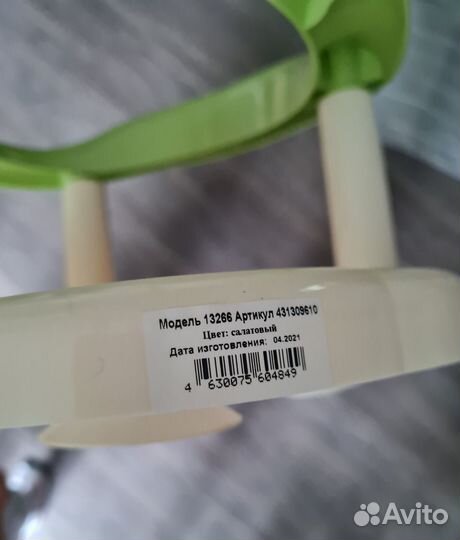 Модель 13266 Артикул 431309610
Цвет: салатовый
Дата изготовления: 04.2021
4 630075 604849
Avito